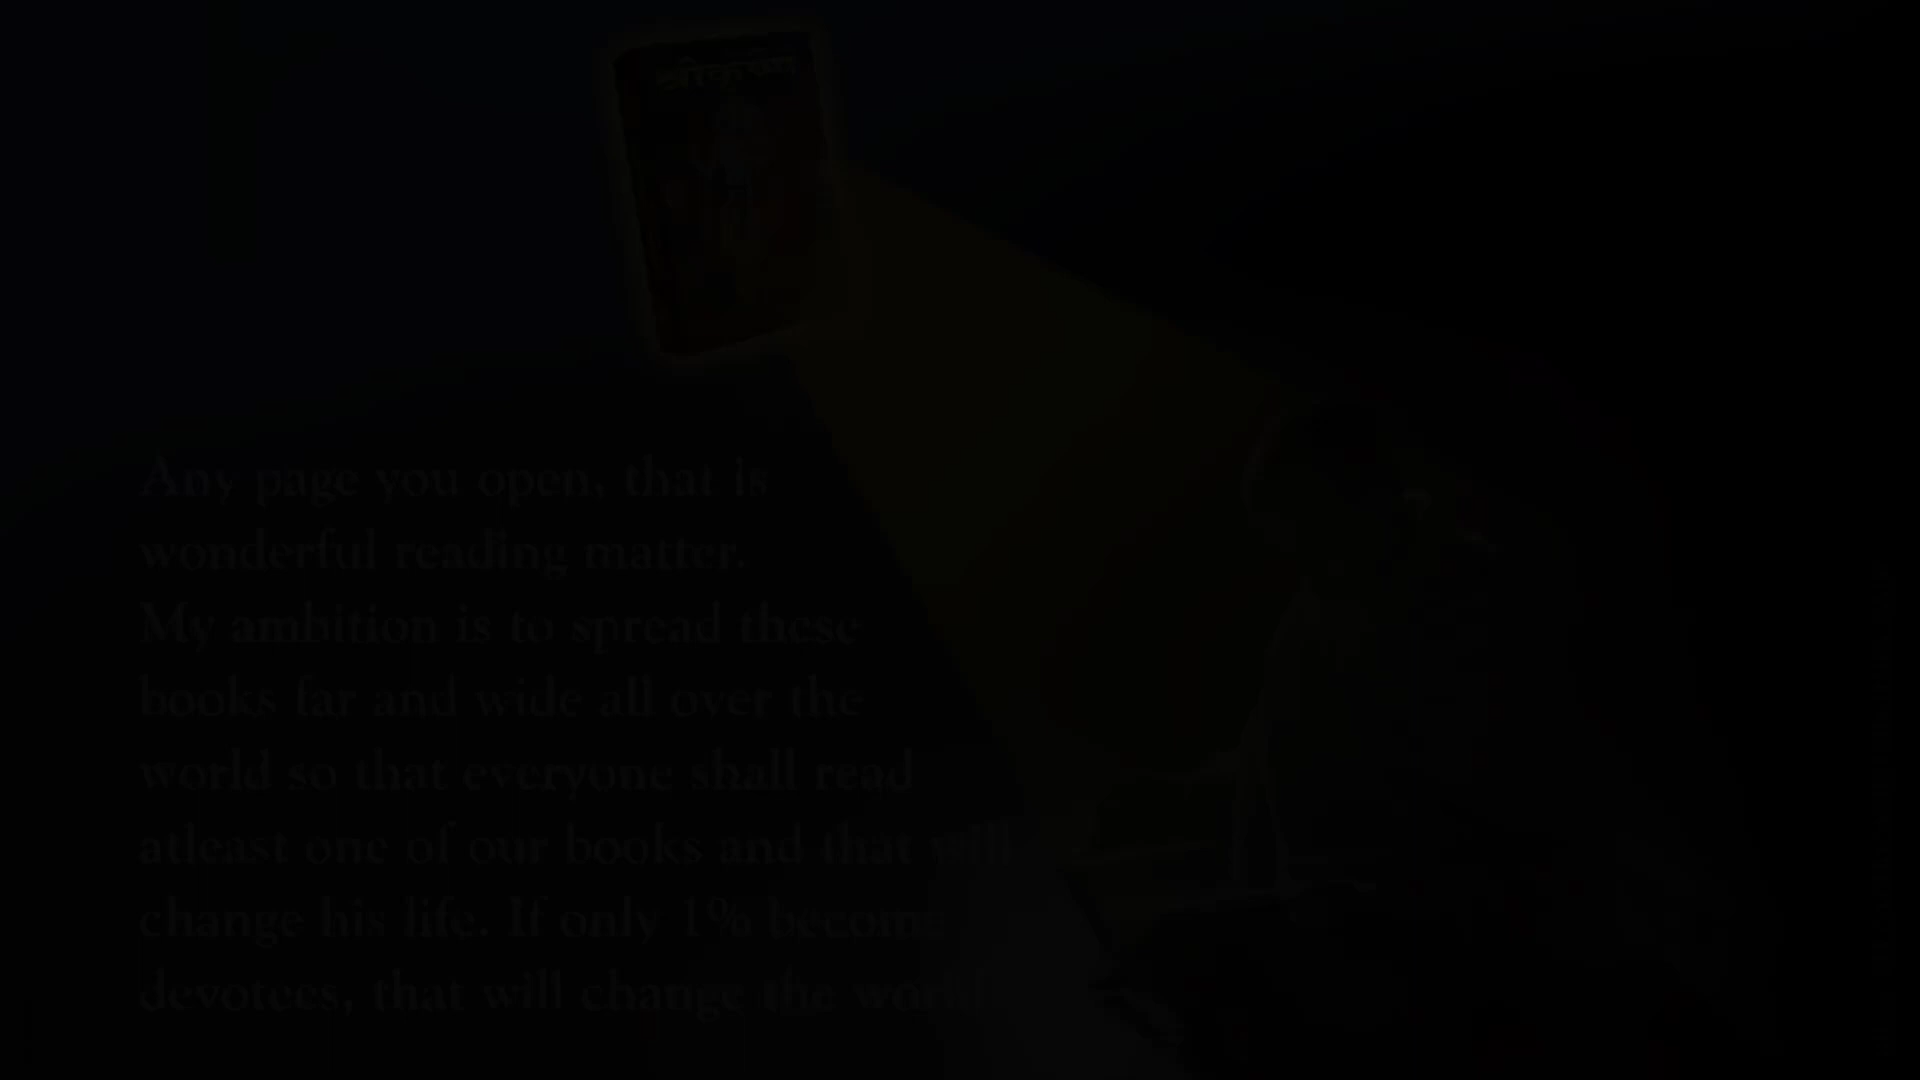 Any page you open, that is
wonderful reading matter.
My ambition is to spread these
books far and wide all over the
world so that everyone shall read
atleast one of our books and that will
change his life. If only 1% become
devotees, that will change the world